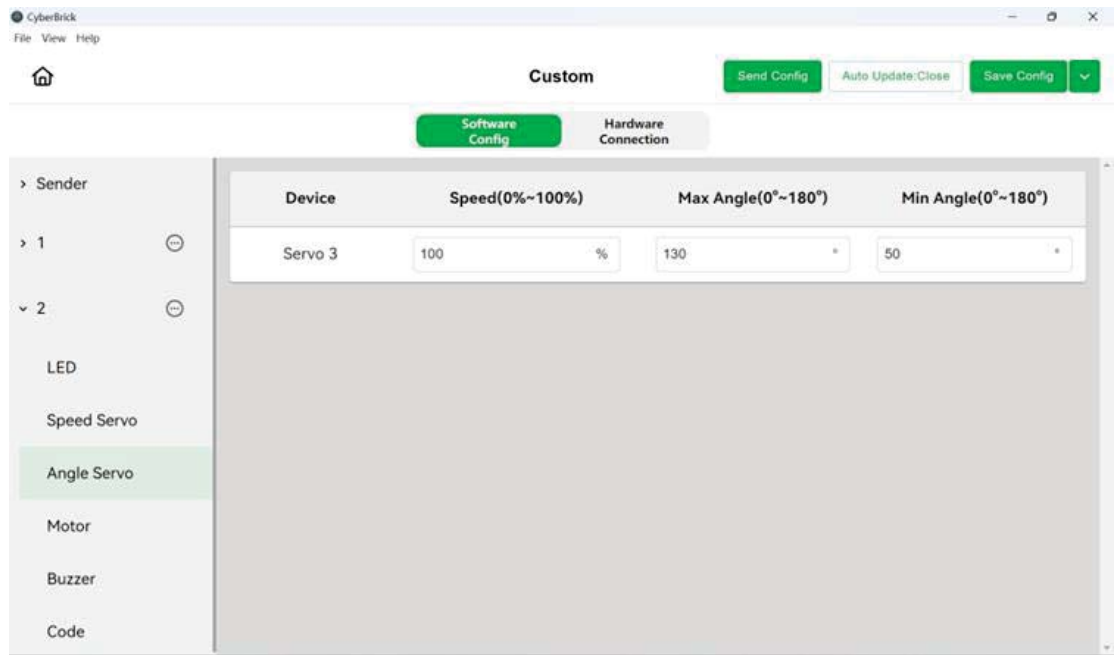 CyberBrick
File View Help
Custom
Send Config
Auto Update:Close
Save Config
Software
Config
Hardware
Connection
Sender
1
2
LED
Speed Servo
Angle Servo
Motor
Buzzer
Code
Device Speed(0%~100%) Max Angle(0°~180°) Min Angle(0°~180°)
Servo 3 100 % 130 ° 50 °